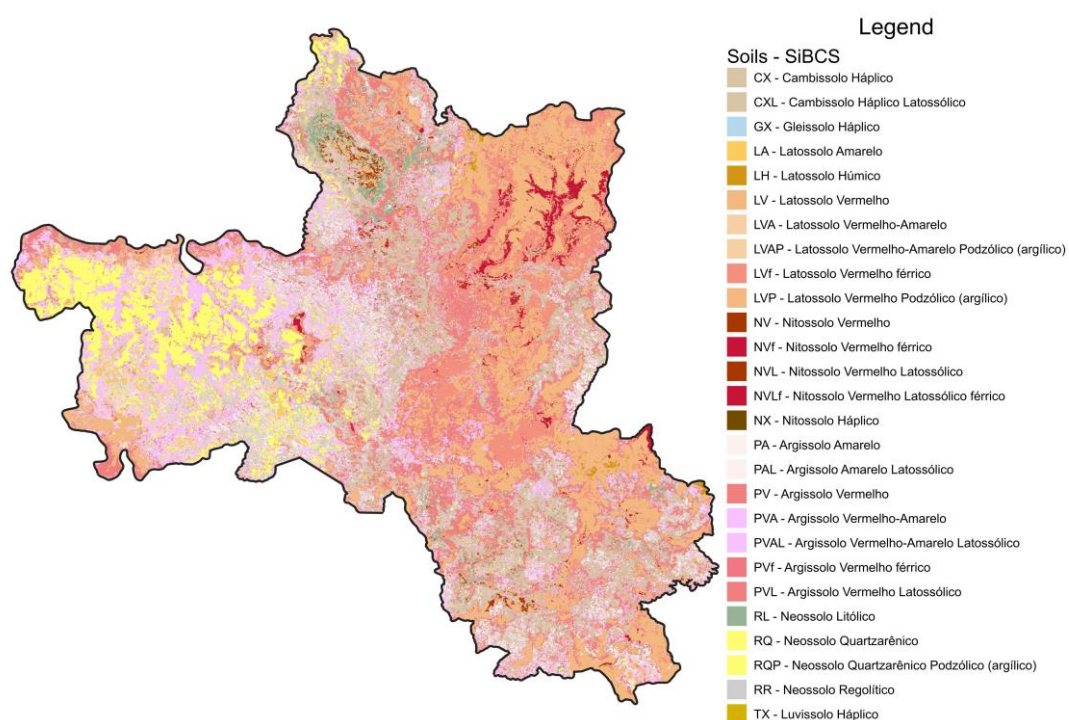 Legend
Soils - SiBCS
CX - Cambissolo Háplico
CXL - Cambissolo Háplico Latossólico
GX - Gleissolo Háplico
LA - Latossolo Amarelo
LH - Latossolo Húmico
LV - Latossolo Vermelho
LVA - Latossolo Vermelho-Amarelo
LVAP - Latossolo Vermelho-Amarelo Podzólico (argílico)
LVf - Latossolo Vermelho férrico
LVP - Latossolo Vermelho Podzólico (argílico)
NV - Nitossolo Vermelho
NVf - Nitossolo Vermelho férrico
NVL - Nitossolo Vermelho Latossólico
NVLf - Nitossolo Vermelho Latossólico férrico
NX - Nitossolo Háplico
PA - Argissolo Amarelo
PAL - Argissolo Amarelo Latossólico
PV - Argissolo Vermelho
PVA - Argissolo Vermelho-Amarelo
PVAL - Argissolo Vermelho-Amarelo Latossólico
PVf - Argissolo Vermelho férrico
PVL - Argissolo Vermelho Latossólico
RL - Neossolo Litólico
RQ - Neossolo Quartzarênico
RQP - Neossolo Quartzarênico Podzólico (argílico)
RR - Neossolo Regolítico
TX - Luvissolo Háplico